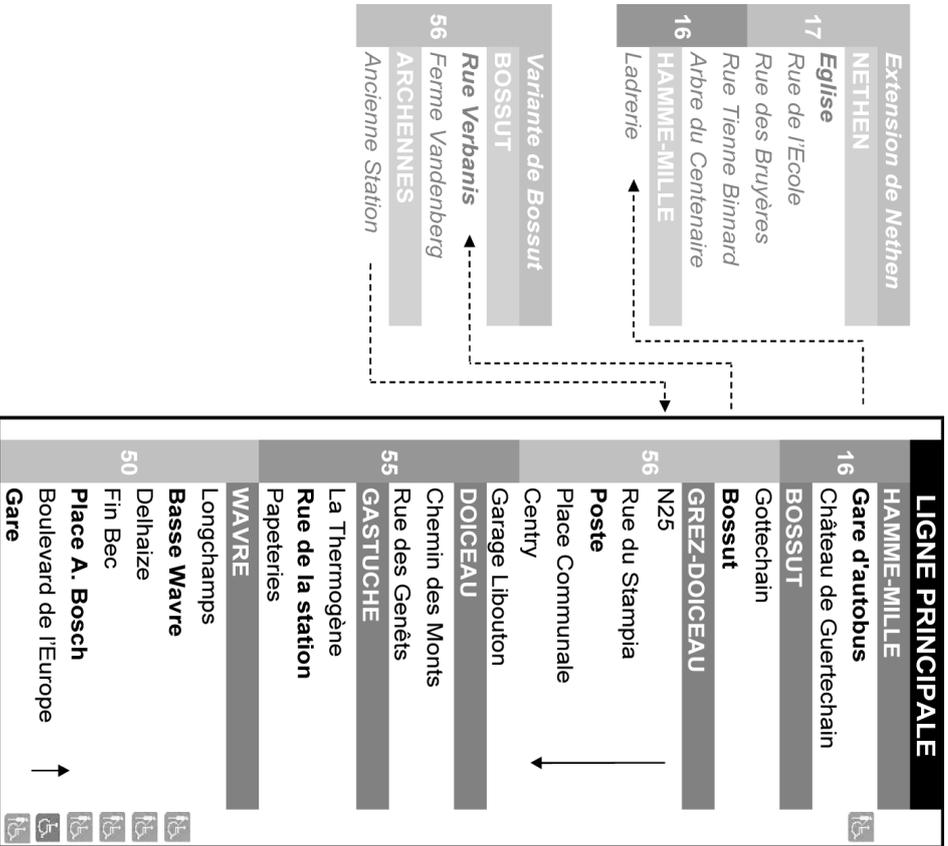 LIGNE PRINCIPALE
16
HAMME-MILLE
Gare d'autobus
Château de Guertechain
BOSSUT
Gottechain
Bossut
56
GREZ-DOICEAU
N25
Rue du Stampia
Poste
Place Communale
Centry
Garage Libouton
55
DOICEAU
Chemin des Monts
Rue des Genêts
GASTUCHE
La Thermogène
Rue de la station
Papeteries
50
WAVRE
Longchamps
Basse Wavre
Delhaize
Fin Bec
Place A. Bosch
Boulevard de l'Europe
Gare
Extension de Nethen
17
NETHEN
Eglise
Rue de l'Ecole
Rue des Bruyères
16
Rue Tienne Binnard
Arbre du Centenaire
HAMME-MILLE
Ladrerie
Variante de Bossut
56
BOSSUT
Rue Verbanis
Ferme Vandenberg
ARCHENNES
Ancienne Station